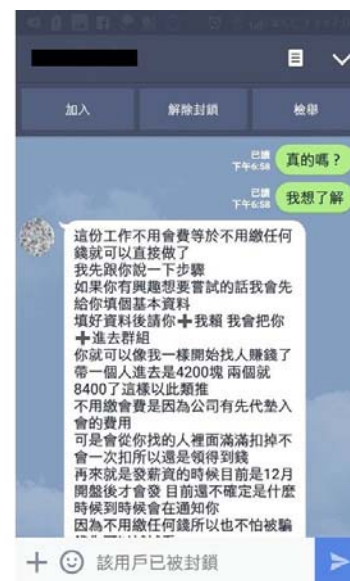 加入 解除封鎖 檢舉
已讀
下午6:58 真的嗎？
已讀
下午6:58 我想了解
這份工作不用會費等於不用繳任何
錢就可以直接做了
我先跟你說一下步驟
如果你有興趣想要嘗試的話我會先
給你填個基本資料
填好資料後請你➕我賴 我會把你
➕進去群組
你就可以像我一樣開始找人賺錢了
帶一個人進去是4200塊 兩個就
8400了這樣以此類推
不用繳會費是因為公司有先代墊入
會的費用
可是會從你找的人裡面滿滿扣掉不
會一次扣所以還是領得到錢
再來就是發薪資的時候目前是12月
開盤後才會發 目前還不確定是什麼
時候到時候會在通知你
因為不用繳任何錢所以也不怕被騙
該用戶已被封鎖